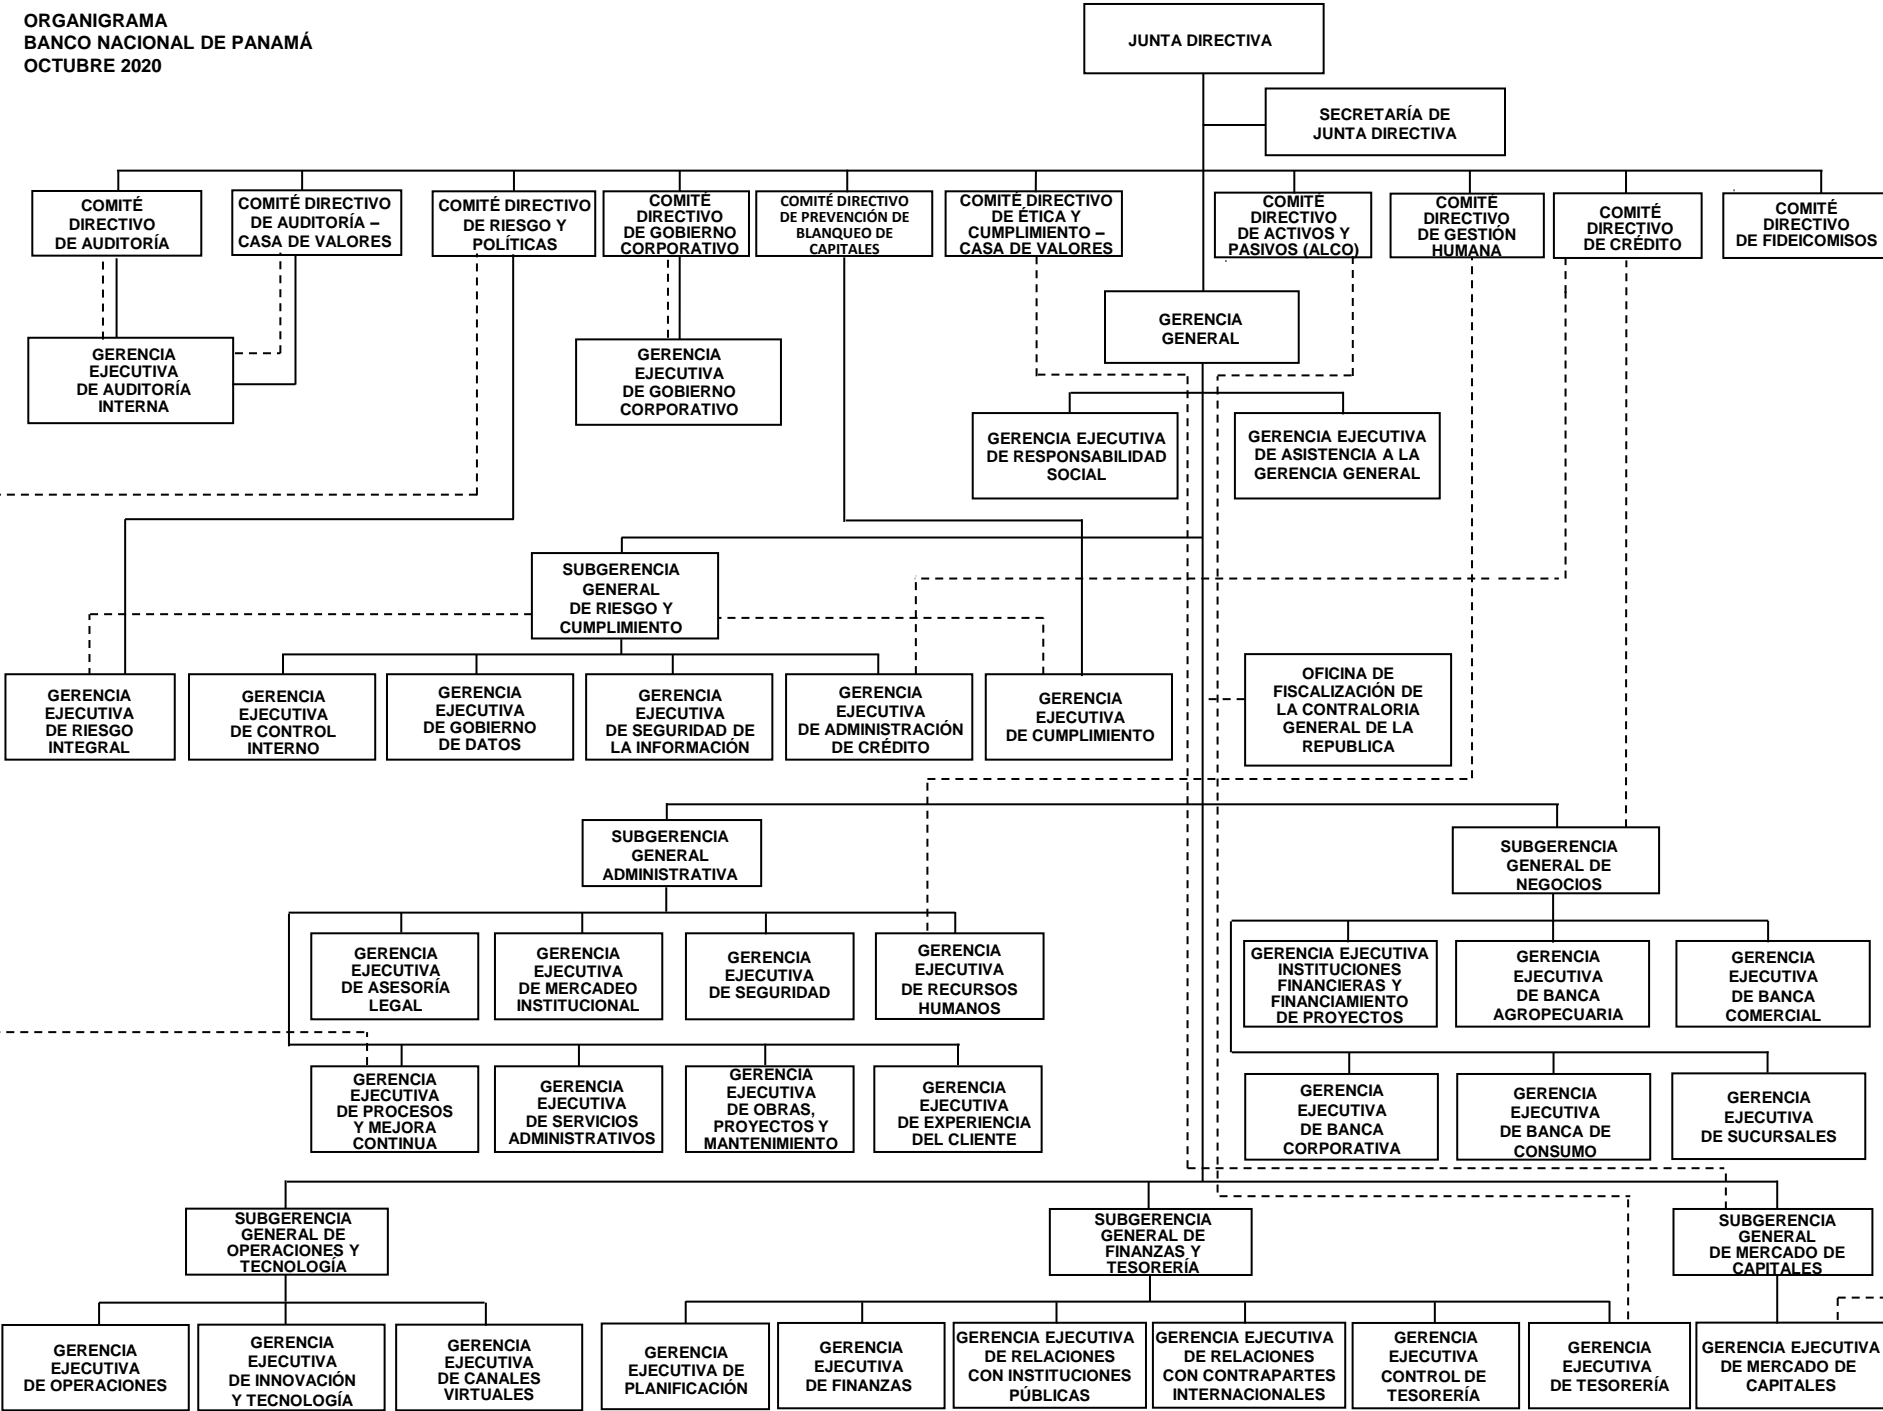 ORGANIGRAMA
BANCO NACIONAL DE PANAMÁ
OCTUBRE 2020
JUNTA DIRECTIVA
SECRETARÍA DE
JUNTA DIRECTIVA
COMITÉ
DIRECTIVO
DE AUDITORÍA
COMITÉ DIRECTIVO
DE AUDITORÍA –
CASA DE VALORES
COMITÉ DIRECTIVO
DE RIESGO Y
POLÍTICAS
COMITÉ
DIRECTIVO
DE GOBIERNO
CORPORATIVO
COMITÉ DIRECTIVO
DE PREVENCIÓN DE
BLANQUEO DE
CAPITALES
COMITÉ DIRECTIVO
DE ÉTICA Y
CUMPLIMIENTO –
CASA DE VALORES
COMITÉ
DIRECTIVO
DE ACTIVOS Y
PASIVOS (ALCO)
COMITÉ
DIRECTIVO
DE GESTIÓN
HUMANA
COMITÉ
DIRECTIVO
DE CRÉDITO
COMITÉ
DIRECTIVO
DE FIDEICOMISOS
GERENCIA
GENERAL
GERENCIA
EJECUTIVA
DE AUDITORÍA
INTERNA
GERENCIA
EJECUTIVA
DE GOBIERNO
CORPORATIVO
GERENCIA EJECUTIVA
DE RESPONSABILIDAD
SOCIAL
GERENCIA EJECUTIVA
DE ASISTENCIA A LA
GERENCIA GENERAL
SUBGERENCIA
GENERAL
DE RIESGO Y
CUMPLIMIENTO
GERENCIA
EJECUTIVA
DE RIESGO
INTEGRAL
GERENCIA
EJECUTIVA
DE CONTROL
INTERNO
GERENCIA
EJECUTIVA
DE GOBIERNO
DE DATOS
GERENCIA
EJECUTIVA
DE SEGURIDAD DE
LA INFORMACIÓN
GERENCIA
EJECUTIVA
DE ADMINISTRACIÓN
DE CRÉDITO
GERENCIA
EJECUTIVA
DE CUMPLIMIENTO
OFICINA DE
FISCALIZACIÓN DE
LA CONTRALORIA
GENERAL DE LA
REPUBLICA
SUBGERENCIA
GENERAL
ADMINISTRATIVA
SUBGERENCIA
GENERAL DE
NEGOCIOS
GERENCIA
EJECUTIVA
DE ASESORÍA
LEGAL
GERENCIA
EJECUTIVA
DE MERCADEO
INSTITUCIONAL
GERENCIA
EJECUTIVA
DE SEGURIDAD
GERENCIA
EJECUTIVA
DE RECURSOS
HUMANOS
GERENCIA EJECUTIVA
INSTITUCIONES
FINANCIERAS Y
FINANCIAMIENTO
DE PROYECTOS
GERENCIA
EJECUTIVA
DE BANCA
AGROPECUARIA
GERENCIA
EJECUTIVA
DE BANCA
COMERCIAL
GERENCIA
EJECUTIVA
DE PROCESOS
Y MEJORA
CONTINUA
GERENCIA
EJECUTIVA
DE SERVICIOS
ADMINISTRATIVOS
GERENCIA
EJECUTIVA
DE OBRAS,
PROYECTOS Y
MANTENIMIENTO
GERENCIA
EJECUTIVA
DE EXPERIENCIA
DEL CLIENTE
GERENCIA
EJECUTIVA
DE BANCA
CORPORATIVA
GERENCIA
EJECUTIVA
DE BANCA DE
CONSUMO
GERENCIA
EJECUTIVA
DE SUCURSALES
SUBGERENCIA
GENERAL DE
OPERACIONES Y
TECNOLOGÍA
SUBGERENCIA
GENERAL DE
FINANZAS Y
TESORERÍA
SUBGERENCIA
GENERAL
DE MERCADO DE
CAPITALES
GERENCIA
EJECUTIVA
DE OPERACIONES
GERENCIA
EJECUTIVA
DE INNOVACIÓN
Y TECNOLOGÍA
GERENCIA
EJECUTIVA
DE CANALES
VIRTUALES
GERENCIA
EJECUTIVA DE
PLANIFICACIÓN
GERENCIA
EJECUTIVA
DE FINANZAS
GERENCIA EJECUTIVA
DE RELACIONES
CON INSTITUCIONES
PÚBLICAS
GERENCIA EJECUTIVA
DE RELACIONES
CON CONTRAPARTES
INTERNACIONALES
GERENCIA
EJECUTIVA
CONTROL DE
TESORERÍA
GERENCIA
EJECUTIVA
DE TESORERÍA
GERENCIA EJECUTIVA
DE MERCADO DE
CAPITALES